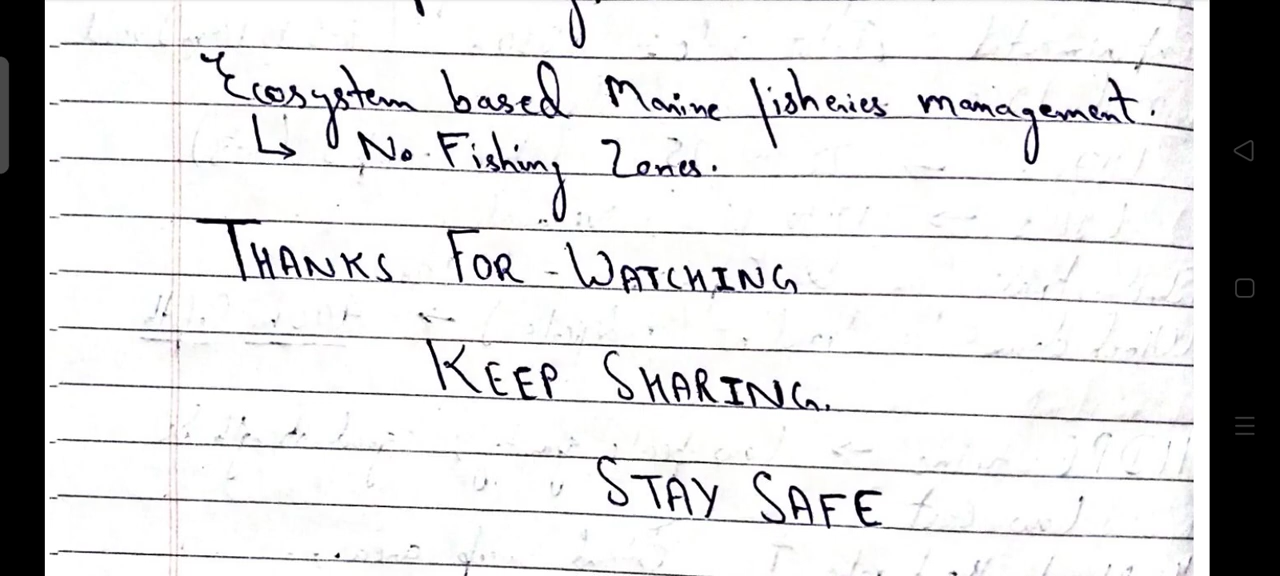 Ecosystem based Marine fisheries management.
↳ No Fishing Zones.
THANKS FOR - WATCHING
KEEP SHARING.
STAY SAFE